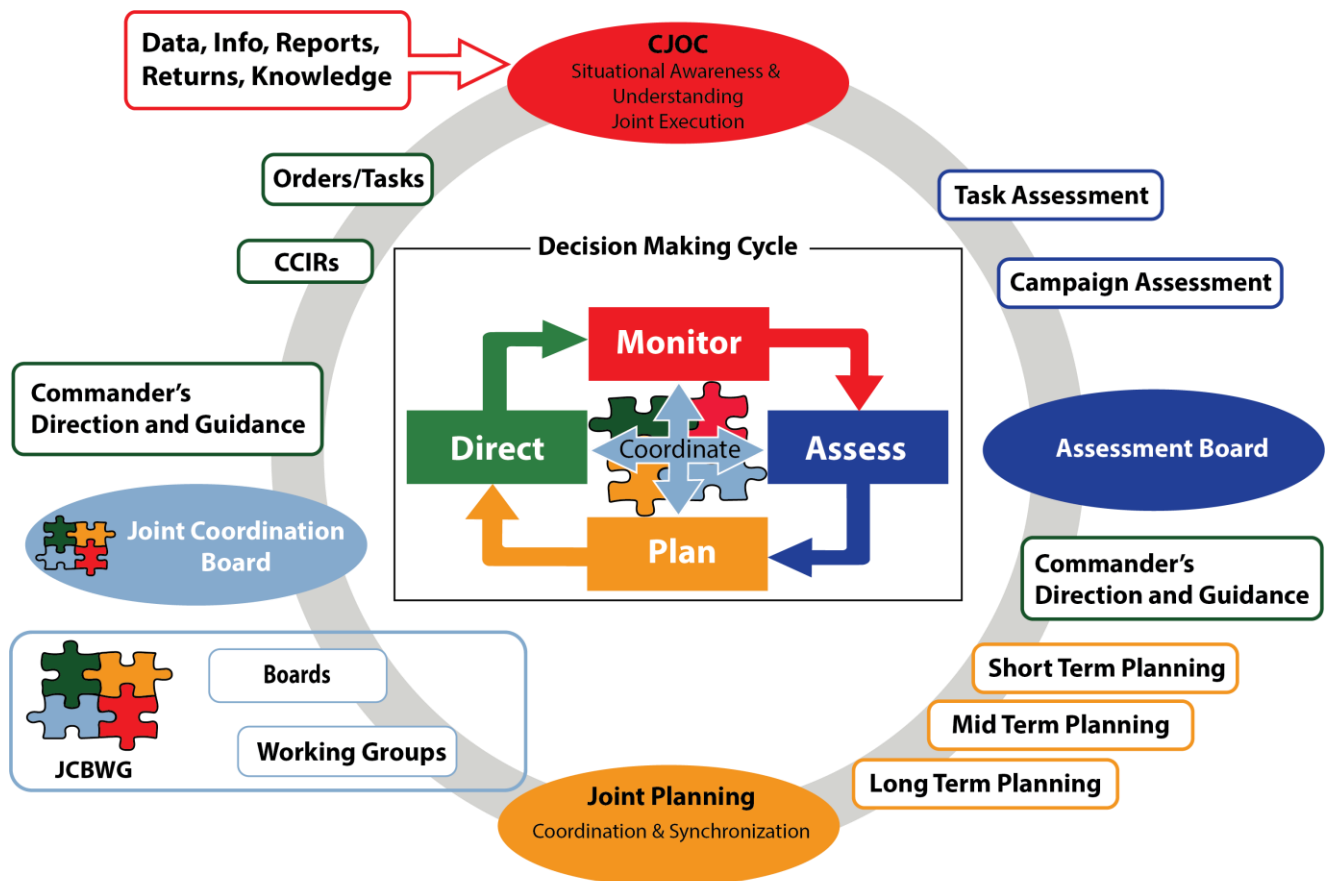 Data, Info, Reports,
Returns, Knowledge
CJOC
Situational Awareness &
Understanding
Joint Execution
Orders/Tasks
Task Assessment
CCIRs
Decision Making Cycle
Campaign Assessment
Monitor
Commander's
Direction and Guidance
Direct
Coordinate
Assess
Assessment Board
Joint Coordination
Board
Plan
Commander's
Direction and Guidance
Short Term Planning
Boards
Mid Term Planning
Working Groups
JCBWG
Long Term Planning
Joint Planning
Coordination & Synchronization